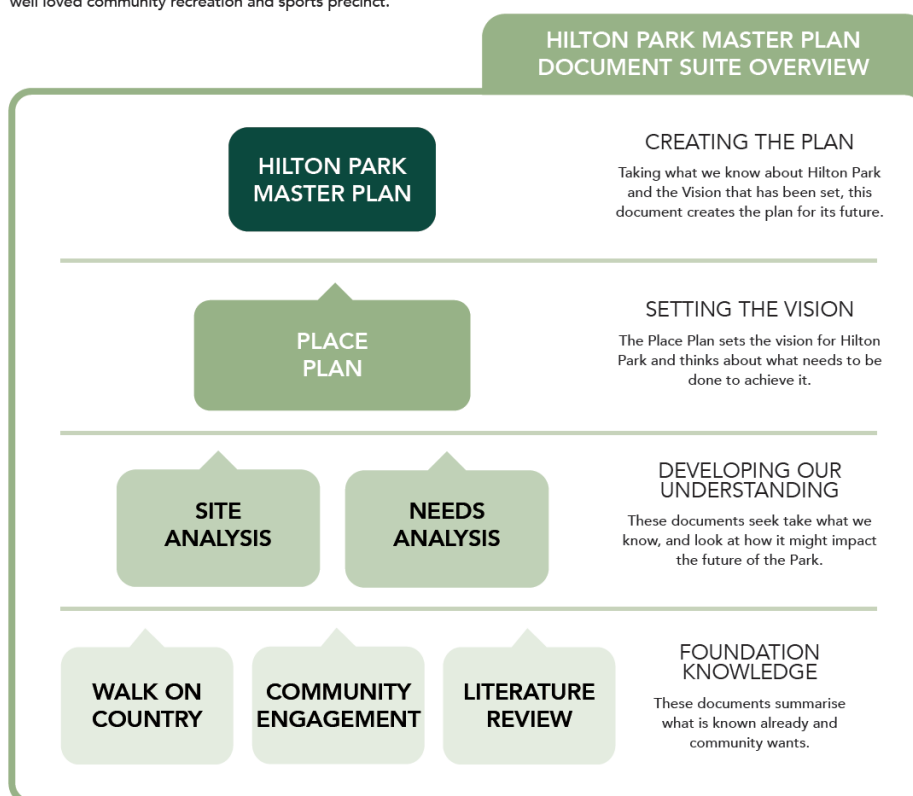 well loved community recreation and sports precinct.
HILTON PARK MASTER PLAN
DOCUMENT SUITE OVERVIEW
HILTON PARK
MASTER PLAN
CREATING THE PLAN
Taking what we know about Hilton Park
and the Vision that has been set, this
document creates the plan for its future.
PLACE
PLAN
SETTING THE VISION
The Place Plan sets the vision for Hilton
Park and thinks about what needs to be
done to achieve it.
SITE
ANALYSIS
NEEDS
ANALYSIS
DEVELOPING OUR
UNDERSTANDING
These documents seek take what we
know, and look at how it might impact
the future of the Park.
WALK ON
COUNTRY
COMMUNITY
ENGAGEMENT
LITERATURE
REVIEW
FOUNDATION
KNOWLEDGE
These documents summarise
what is known already and
community wants.